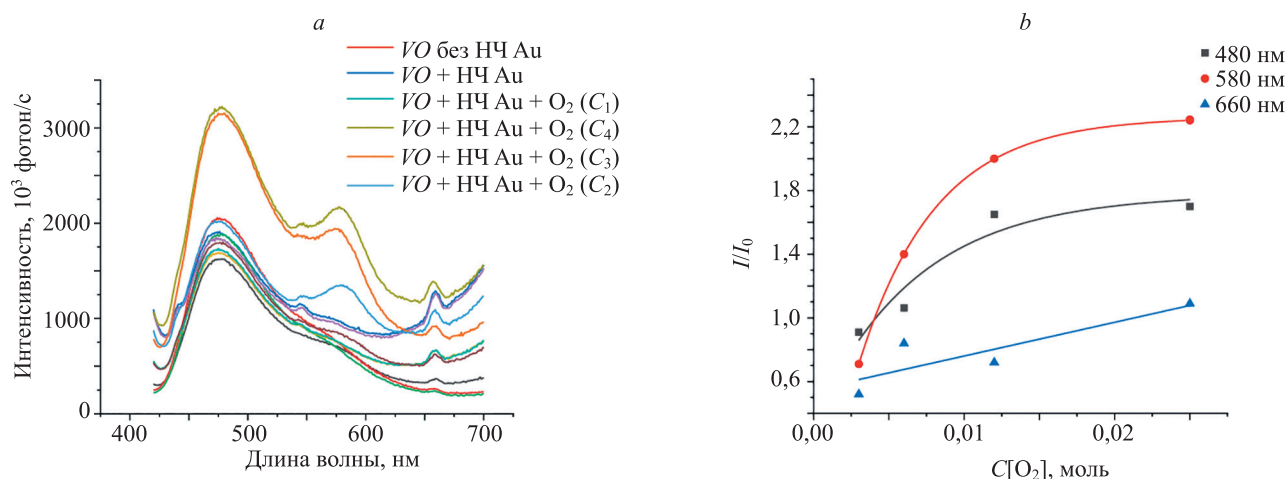 a
VO без НЧ Au
VO + НЧ Au
VO + НЧ Au + O₂ (C₁)
VO + НЧ Au + O₂ (C₄)
VO + НЧ Au + O₂ (C₃)
VO + НЧ Au + O₂ (C₂)
Интенсивность, 10³ фотон/с
3000
2000
1000
0
400 500 600 700
Длина волны, нм
b
480 нм
580 нм
660 нм
I/I₀
2,2
1,8
1,4
1,0
0,6
0,00 0,01 0,02
C[O₂], моль